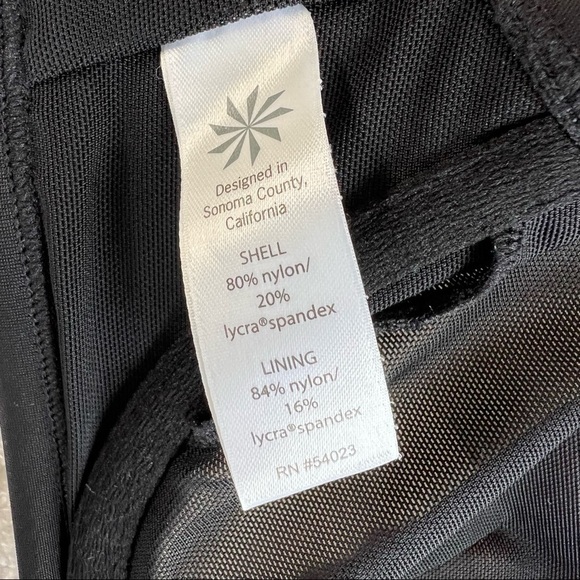 Designed in
Sonoma County,
California
SHELL
80% nylon/
20%
lycra®spandex
LINING
84% nylon/
16%
lycra®spandex
RN #54023